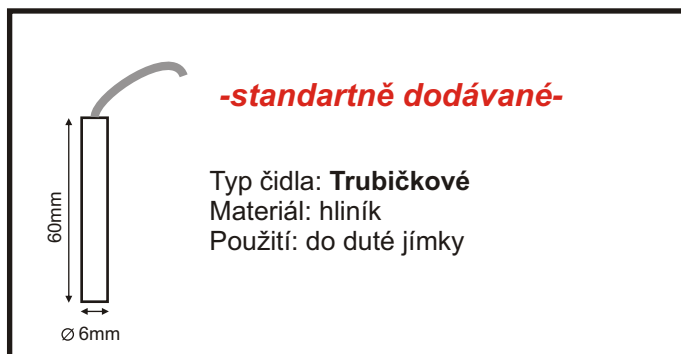 -standartně dodávané-
Typ čidla: Trubičkové
Materiál: hliník
Použití: do duté jímky
60mm
∅ 6mm